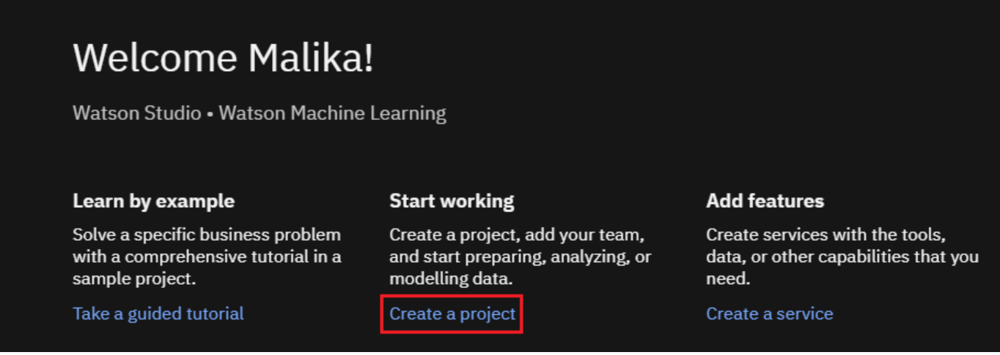 Welcome Malika!
Watson Studio • Watson Machine Learning
Learn by example
Solve a specific business problem
with a comprehensive tutorial in a
sample project.
Take a guided tutorial
Start working
Create a project, add your team,
and start preparing, analyzing, or
modelling data.
Create a project
Add features
Create services with the tools,
data, or other capabilities that you
need.
Create a service